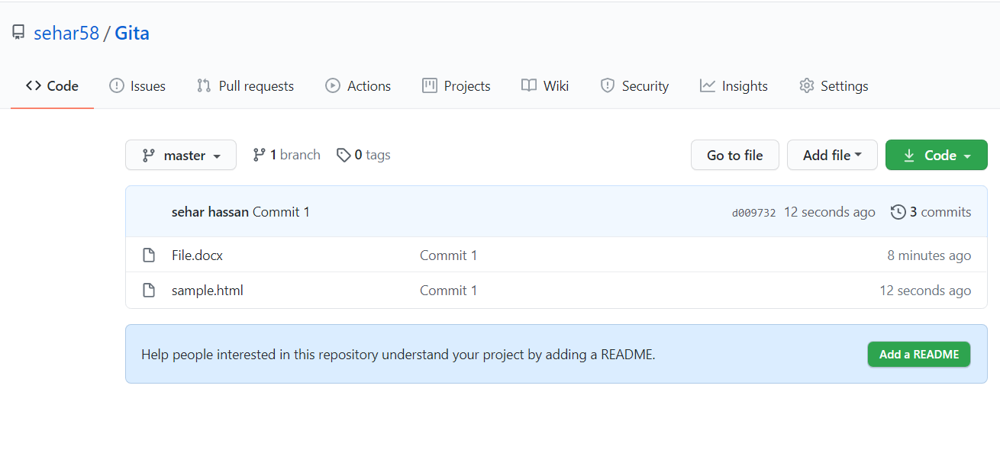 sehar58 / Gita
Code Issues Pull requests Actions Projects Wiki Security Insights Settings
master 1 branch 0 tags Go to file Add file Code
sehar hassan Commit 1 d009732 12 seconds ago 3 commits
File.docx Commit 1 8 minutes ago
sample.html Commit 1 12 seconds ago
Help people interested in this repository understand your project by adding a README. Add a README